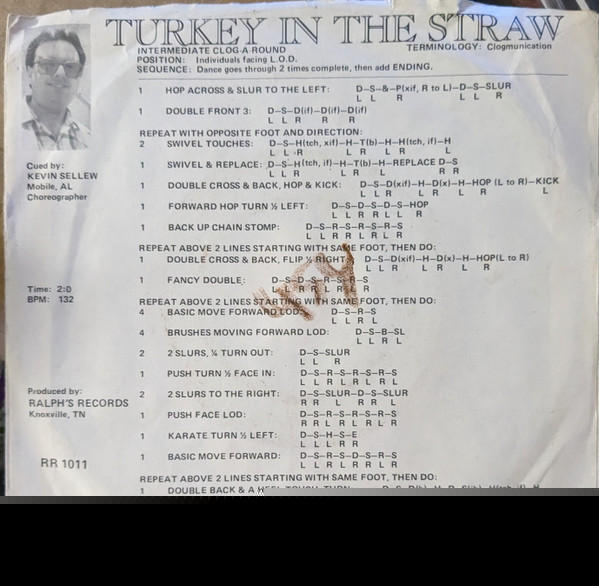 TURKEY IN THE STRAW
INTERMEDIATE CLOG-A-ROUND TERMINOLOGY: Clogmunication
POSITION: Individuals facing L.O.D.
SEQUENCE: Dance goes through 2 times complete, then add ENDING.
1 HOP ACROSS & SLUR TO THE LEFT: D-S-&-P(xif, R to L)-D-S-SLUR
L L R L L R
1 DOUBLE FRONT 3: D-S-D(if)-D(if)-D(if)
L L R R R
REPEAT WITH OPPOSITE FOOT AND DIRECTION:
2 SWIVEL TOUCHES: D-S-H(tch, xif)-H-T(b)-H-H(tch, if)-H
L L R L R L R L
1 SWIVEL & REPLACE: D-S-H(tch, if)-H-T(b)-H-REPLACE D-S
L L R L R L R R
1 DOUBLE CROSS & BACK, HOP & KICK: D-S-D(xif)-H-D(x)-H-HOP (L to R)-KICK
L L R L R L R L
1 FORWARD HOP TURN ½ LEFT: D-S-D-S-D-S-HOP
L L R R L L R
1 BACK UP CHAIN STOMP: D-S-R-S-R-S-R-S
L L R R L R L R
REPEAT ABOVE 2 LINES STARTING WITH SAME FOOT, THEN DO:
1 DOUBLE CROSS & BACK, FLIP ½ RIGHT: D-S-D(xif)-H-D(x)-H-HOP(L to R)
L L R L R L R
1 FANCY DOUBLE: D-S-D-S-R-S-R-S
L L R R L R L R
REPEAT ABOVE 2 LINES STARTING WITH SAME FOOT, THEN DO:
4 BASIC MOVE FORWARD LOD: D-S-R-S
L L R L
4 BRUSHES MOVING FORWARD LOD: D-S-B-SL
L L R L
2 2 SLURS, ¼ TURN OUT: D-S-SLUR
L L R
1 PUSH TURN ½ FACE IN: D-S-R-S-R-S-R-S
L L R L R L R L
2 2 SLURS TO THE RIGHT: D-S-SLUR-D-S-SLUR
R R L R R L
1 PUSH FACE LOD: D-S-R-S-R-S-R-S
R R L R L R L R
1 KARATE TURN ½ LEFT: D-S-H-S-E
L L L R R
1 BASIC MOVE FORWARD: D-S-R-S-D-S-R-S
L L R L R R L R
REPEAT ABOVE 2 LINES STARTING WITH SAME FOOT, THEN DO:
1 DOUBLE BACK & A HEEL TOUCH TURN
Cued by:
KEVIN SELLEW
Mobile, AL
Choreographer
Time: 2:0
BPM: 132
Produced by:
RALPH'S RECORDS
Knoxville, TN
RR 1011